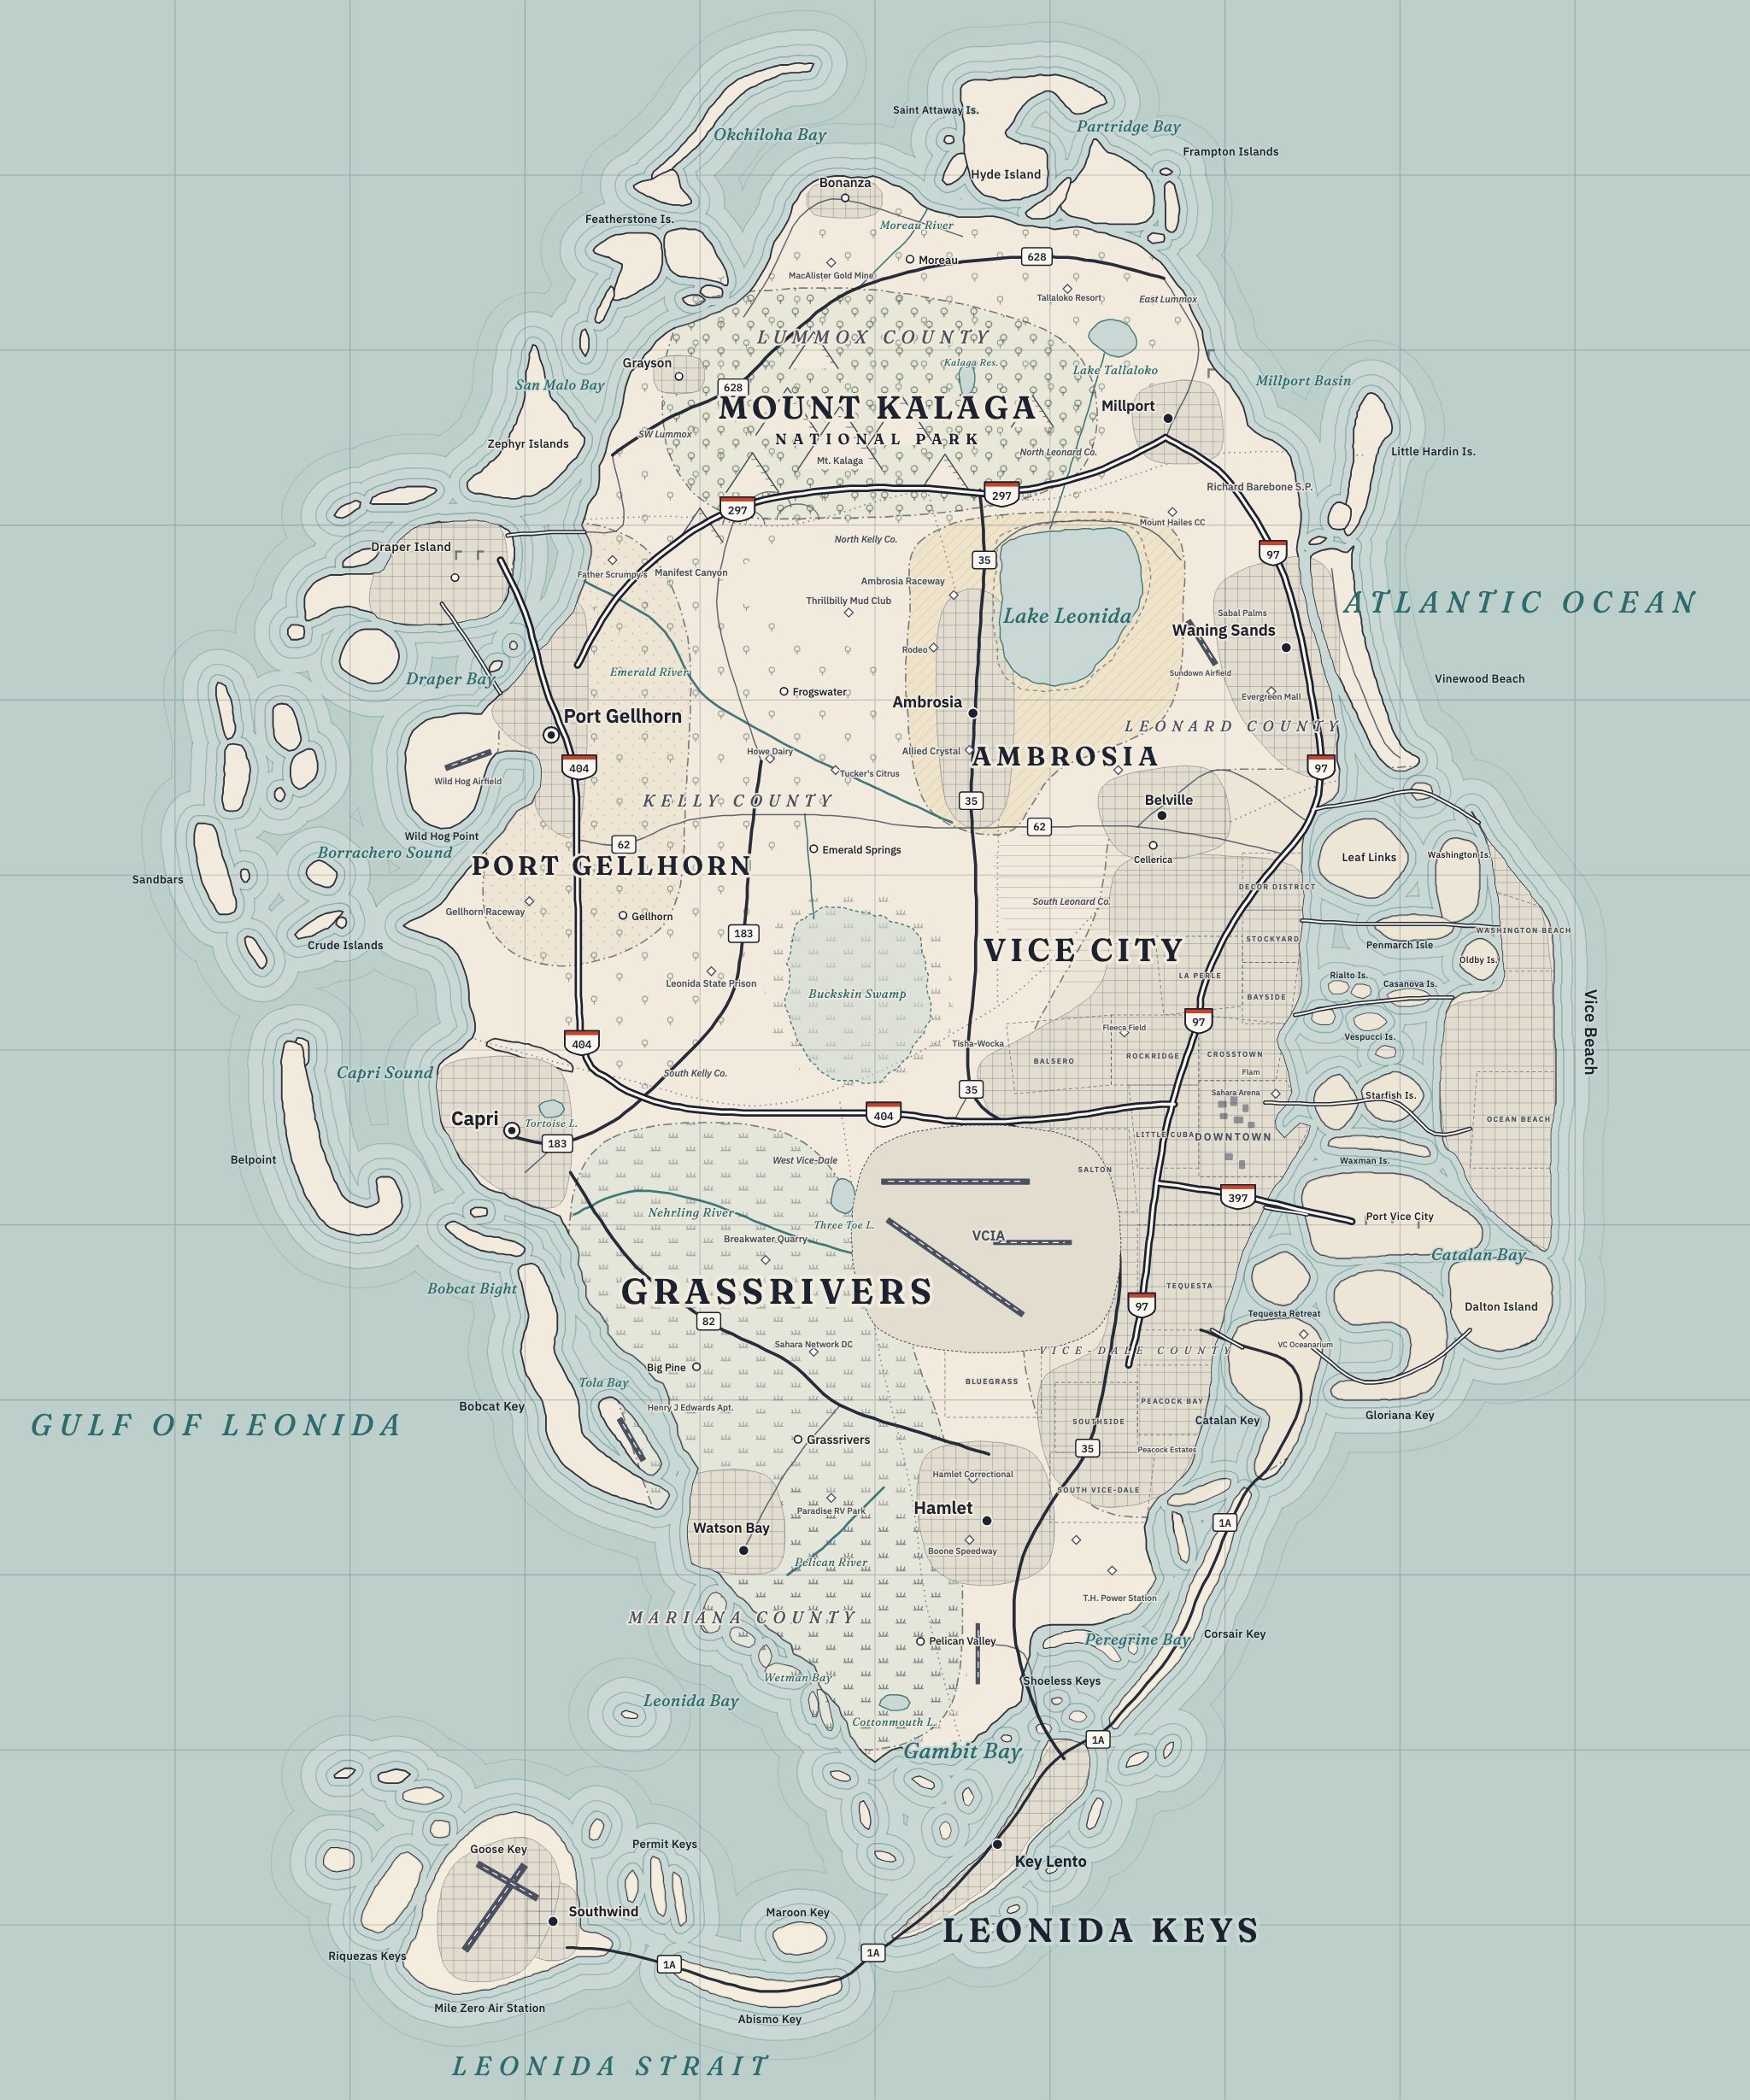 Saint Attaway Is.
Okchiloha Bay
Partridge Bay
Frampton Islands
Hyde Island
Bonanza
Featherstone Is.
Moreau River
Moreau
628
MacAlister Gold Mine
Tallaloko Resort
East Lummox
LUMMOX COUNTY
Grayson
Kalaga Res.
Lake Tallaloko
San Malo Bay
628
Millport Basin
MOUNT KALAGA
Millport
NATIONAL PARK
SW Lummox
Zephyr Islands
Mt. Kalaga
North Leonard Co.
Little Hardin Is.
Richard Barebone S.P.
297
297
Mount Hailes CC
Draper Island
North Kelly Co.
97
35
Father Scrumpy's
Manifest Canyon
Ambrosia Raceway
Thrillbilly Mud Club
ATLANTIC OCEAN
Lake Leonida
Sabal Palms
Waning Sands
Rodeo
Emerald River
Sundown Airfield
Draper Bay
Vinewood Beach
Frogswater
Evergreen Mall
Ambrosia
Port Gellhorn
LEONARD COUNTY
Howe Dairy
Allied Crystal
AMBROSIA
404
97
Tucker's Citrus
Wild Hog Airfield
KELLY COUNTY
35
Belville
62
Wild Hog Point
62
Borrachero Sound
Emerald Springs
Cellerica
Leaf Links
Washington Is.
PORT GELLHORN
Sandbars
DECOR DISTRICT
South Leonard Co.
Gellhorn Raceway
Gellhorn
183
STOCKYARD
WASHINGTON BEACH
Crude Islands
Penmarch Isle
VICE CITY
Oldby Is.
LA PERLE
Rialto Is.
Leonida State Prison
Casanova Is.
Buckskin Swamp
BAYSIDE
97
Fleeca Field
Vice Beach
404
Tisha-Wocka
Vespucci Is.
BALSERO
ROCKRIDGE
CROSSTOWN
Capri Sound
South Kelly Co.
Flam
35
Sahara Arena
Starfish Is.
404
Capri
Tortoise L.
OCEAN BEACH
183
LITTLE CUBA
DOWNTOWN
Belpoint
West Vice-Dale
Waxman Is.
SALTON
397
Nehrling River
Port Vice City
Three Toe L.
Breakwater Quarry
VCIA
Catalan Bay
Bobcat Bight
TEQUESTA
GRASSRIVERS
97
Dalton Island
Tequesta Retreat
82
Sahara Network DC
VC Oceanarium
VICE-DALE COUNTY
Big Pine
Tola Bay
BLUEGRASS
Bobcat Key
Henry J Edwards Apt.
PEACOCK BAY
Gloriana Key
GULF OF LEONIDA
SOUTHSIDE
Catalan Key
Grassrivers
35
Peacock Estates
Hamlet Correctional
SOUTH VICE-DALE
Hamlet
Paradise RV Park
Watson Bay
1A
Boone Speedway
Pelican River
T.H. Power Station
MARIANA COUNTY
Corsair Key
Pelican Valley
Peregrine Bay
Wetman Bay
Shoeless Keys
Leonida Bay
Cottonmouth L.
1A
Gambit Bay
Permit Keys
Goose Key
Key Lento
Southwind
Maroon Key
LEONIDA KEYS
Riquezas Keys
1A
1A
Mile Zero Air Station
Abismo Key
LEONIDA STRAIT